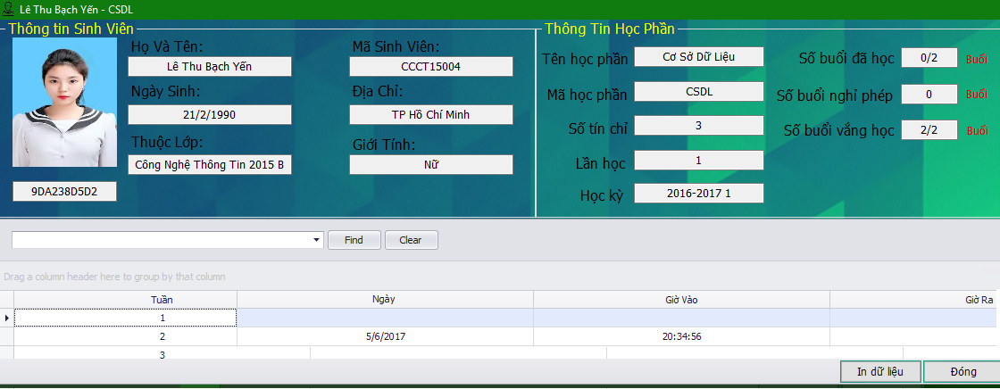 Lê Thu Bạch Yến - CSDL
Thông tin Sinh Viên
Họ Và Tên:
Lê Thu Bạch Yến
Mã Sinh Viên:
CCCT15004
Ngày Sinh:
21/2/1990
Địa Chỉ:
TP Hồ Chí Minh
Thuộc Lớp:
Công Nghệ Thông Tin 2015 B
Giới Tính:
Nữ
9DA238D5D2
Thông Tin Học Phần
Tên học phần Cơ Sở Dữ Liệu
Mã học phần CSDL
Số tín chỉ 3
Lần học 1
Học kỳ 2016-2017 1
Số buổi đã học 0/2 Buổi
Số buổi nghỉ phép 0 Buổi
Số buổi vắng học 2/2 Buổi
Find Clear
Drag a column header here to group by that column
Tuần Ngày Giờ Vào Giờ Ra
1
2 5/6/2017 20:34:56
3
In dữ liệu Đóng